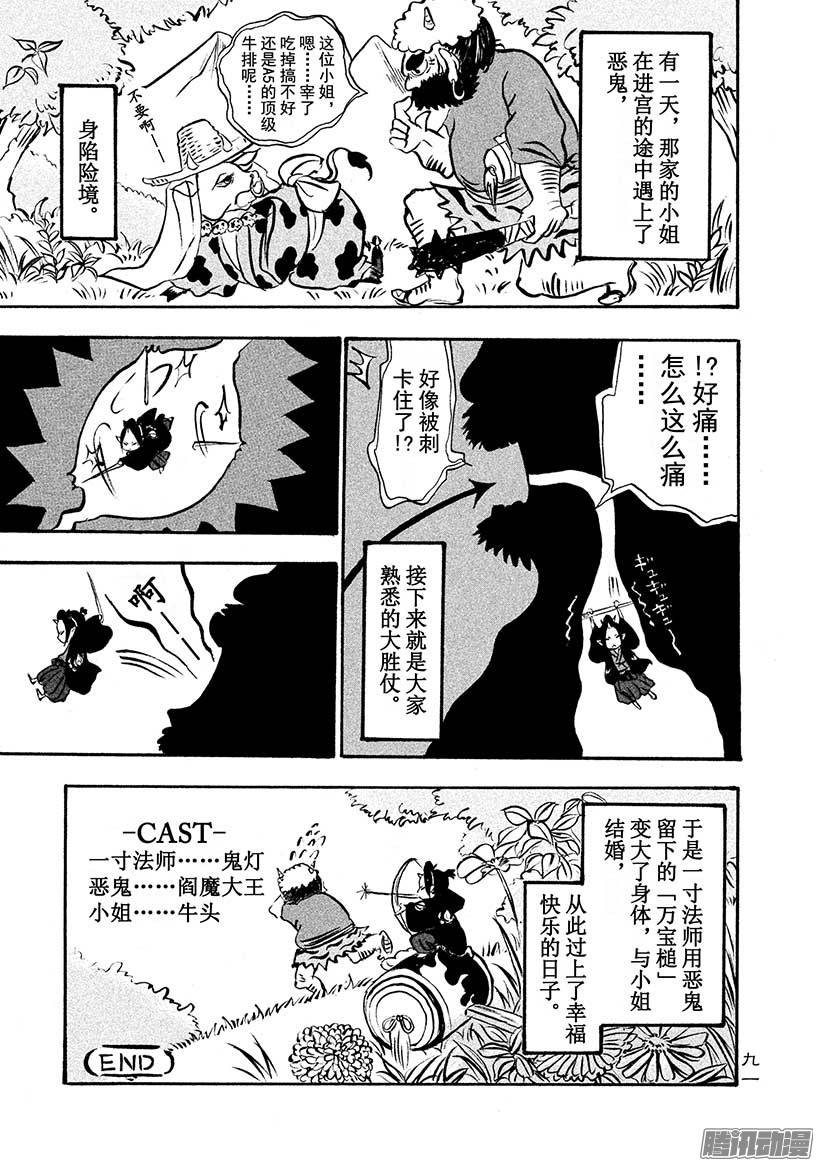 有一天，那家的小姐
在进宫的途中遇上了
恶鬼，
这位小姐，
嗯……宰了
吃掉搞不好
还是A5的顶级
牛排呢……
不要啊——
身陷险境。
!?好痛……
怎么这么痛
……
好像被刺
卡住了!?
ギュギュギュ
接下来就是大家
熟悉的大胜仗。
啊——
于是一寸法师用恶鬼
留下的「万宝槌」
变大了身体，与小姐
结婚，
从此过上了幸福
快乐的日子。
-CAST-
一寸法师……鬼灯
恶鬼……阎魔大王
小姐……牛头
END
九一
腾讯动漫